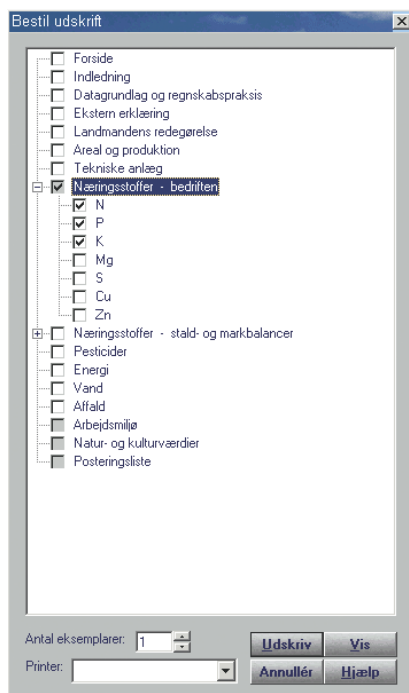 Bestil udskrift
Forside
Indledning
Datagrundlag og regnskabspraksis
Ekstern erklæring
Landmandens redegørelse
Areal og produktion
Tekniske anlæg
Næringsstoffer - bedriften
N
P
K
Mg
S
Cu
Zn
Næringsstoffer - stald- og markbalancer
Pesticider
Energi
Vand
Affald
Arbejdsmiljø
Natur- og kulturværdier
Posteringsliste
Antal eksemplarer: 1
Udskriv Vis
Printer:
Annullér Hjælp